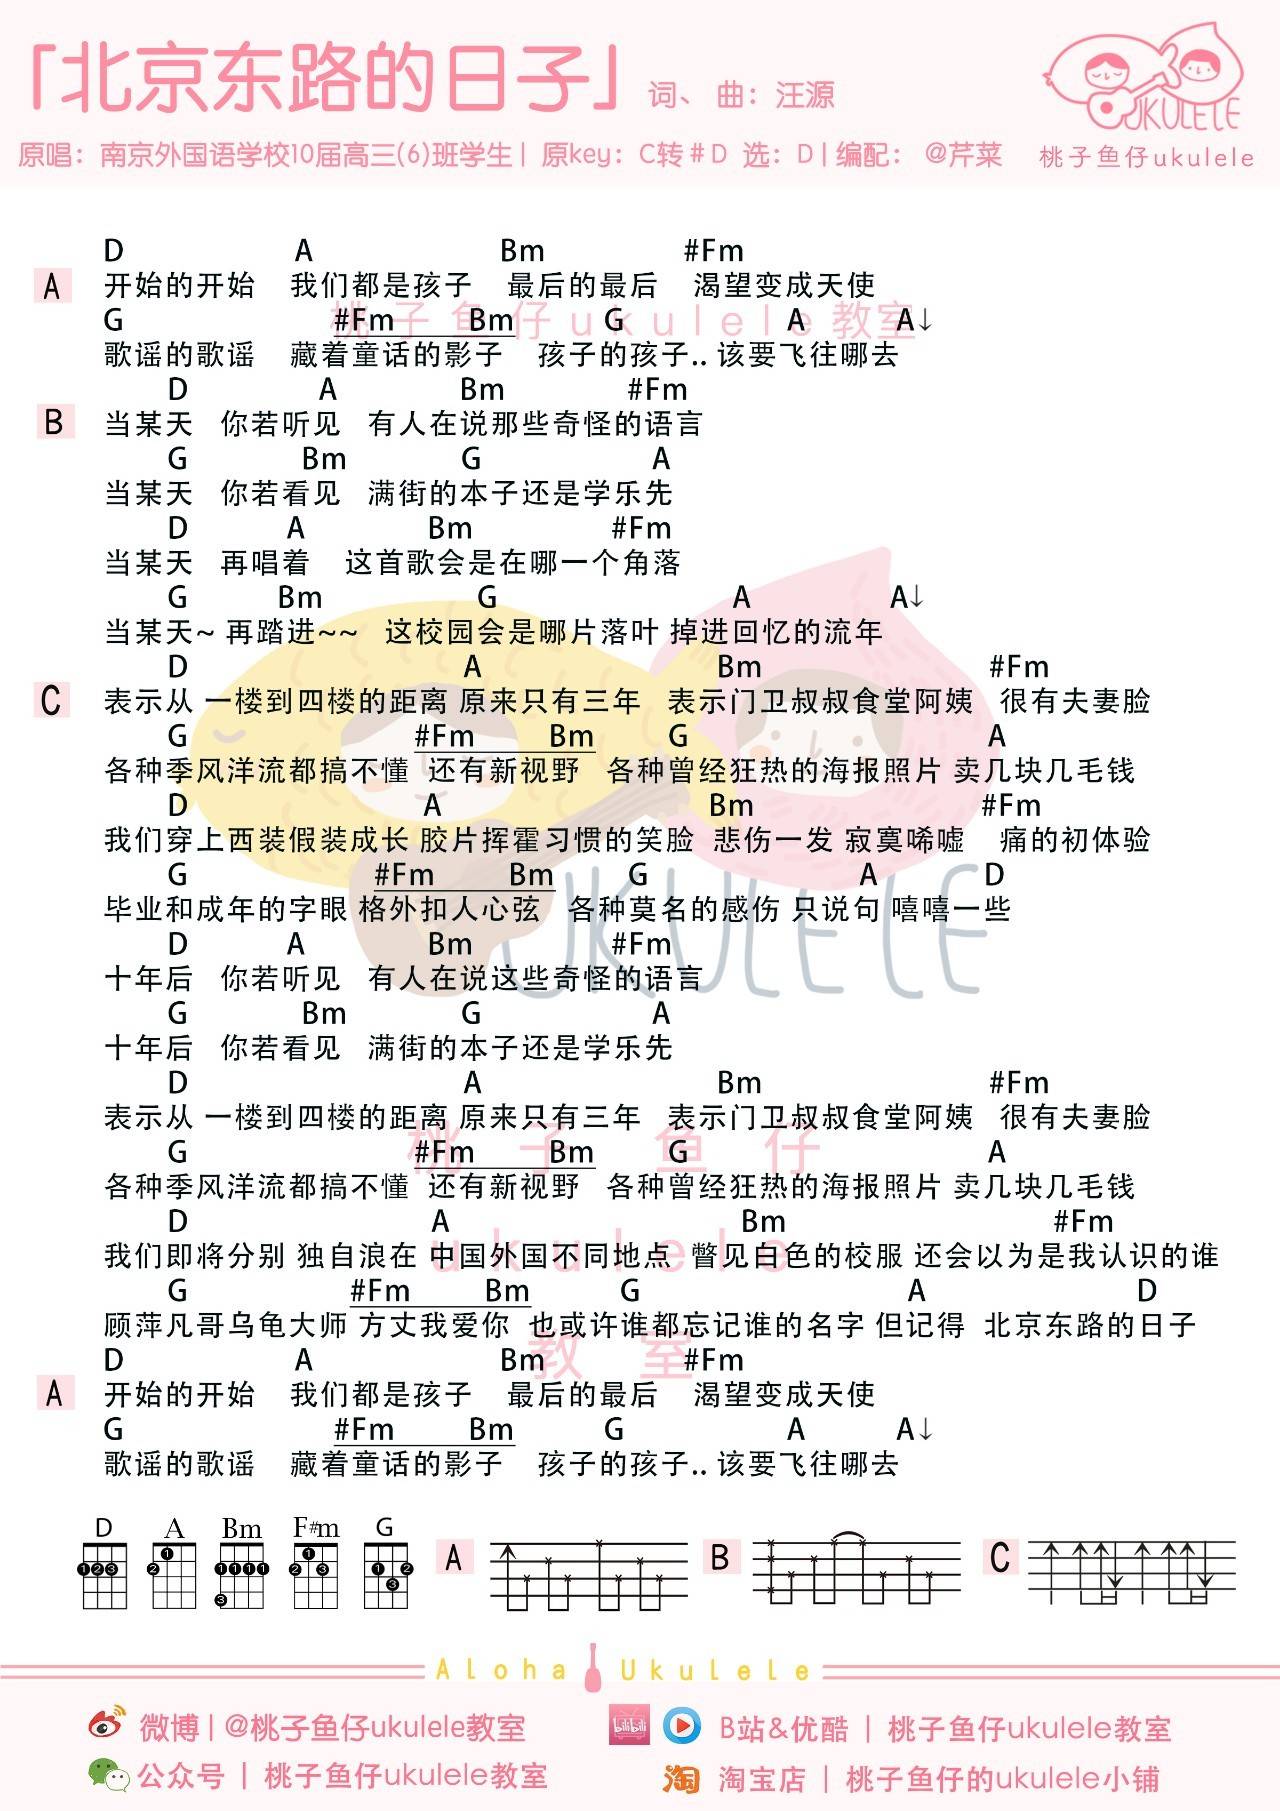 「北京东路的日子」 词、曲：汪源
原唱：南京外国语学校10届高三(6)班学生 | 原key：C转#D 选：D | 编配：@芹菜
UKULELE
桃子鱼仔ukulele
D A Bm #Fm
A 开始的开始 我们都是孩子 最后的最后 渴望变成天使
桃子鱼仔ukulele教室
G #Fm Bm G A A↓
歌谣的歌谣 藏着童话的影子 孩子的孩子.. 该要飞往哪去
D A Bm #Fm
B 当某天 你若听见 有人在说那些奇怪的语言
G Bm G A
当某天 你若看见 满街的本子还是学乐先
D A Bm #Fm
当某天 再唱着 这首歌会是在哪一个角落
G Bm G A A↓
当某天~ 再踏进~~ 这校园会是哪片落叶 掉进回忆的流年
D A Bm #Fm
C 表示从 一楼到四楼的距离 原来只有三年 表示门卫叔叔食堂阿姨 很有夫妻脸
G #Fm Bm G A
各种季风洋流都搞不懂 还有新视野 各种曾经狂热的海报照片 卖几块几毛钱
D A Bm #Fm
我们穿上西装假装成长 胶片挥霍习惯的笑脸 悲伤一发 寂寞唏嘘 痛的初体验
G #Fm Bm G A D
毕业和成年的字眼 格外扣人心弦 各种莫名的感伤 只说句 嘻嘻一些
UKULELE
D A Bm #Fm
十年后 你若听见 有人在说这些奇怪的语言
G Bm G A
十年后 你若看见 满街的本子还是学乐先
D A Bm #Fm
表示从 一楼到四楼的距离 原来只有三年 表示门卫叔叔食堂阿姨 很有夫妻脸
桃子鱼仔
G #Fm Bm G A
各种季风洋流都搞不懂 还有新视野 各种曾经狂热的海报照片 卖几块几毛钱
D A Bm #Fm
我们即将分别 独自浪在 中国外国不同地点 瞥见白色的校服 还会以为是我认识的谁
ukulele
G #Fm Bm G A D
顾萍凡哥乌龟大师 方丈我爱你 也或许谁都忘记谁的名字 但记得 北京东路的日子
教室
D A Bm #Fm
A 开始的开始 我们都是孩子 最后的最后 渴望变成天使
G #Fm Bm G A A↓
歌谣的歌谣 藏着童话的影子 孩子的孩子.. 该要飞往哪去
D A Bm F#m G A B C
Aloha Ukulele
微博 | @桃子鱼仔ukulele教室 bilibili B站&优酷 | 桃子鱼仔ukulele教室
公众号 | 桃子鱼仔ukulele教室 淘 淘宝店 | 桃子鱼仔的ukulele小铺